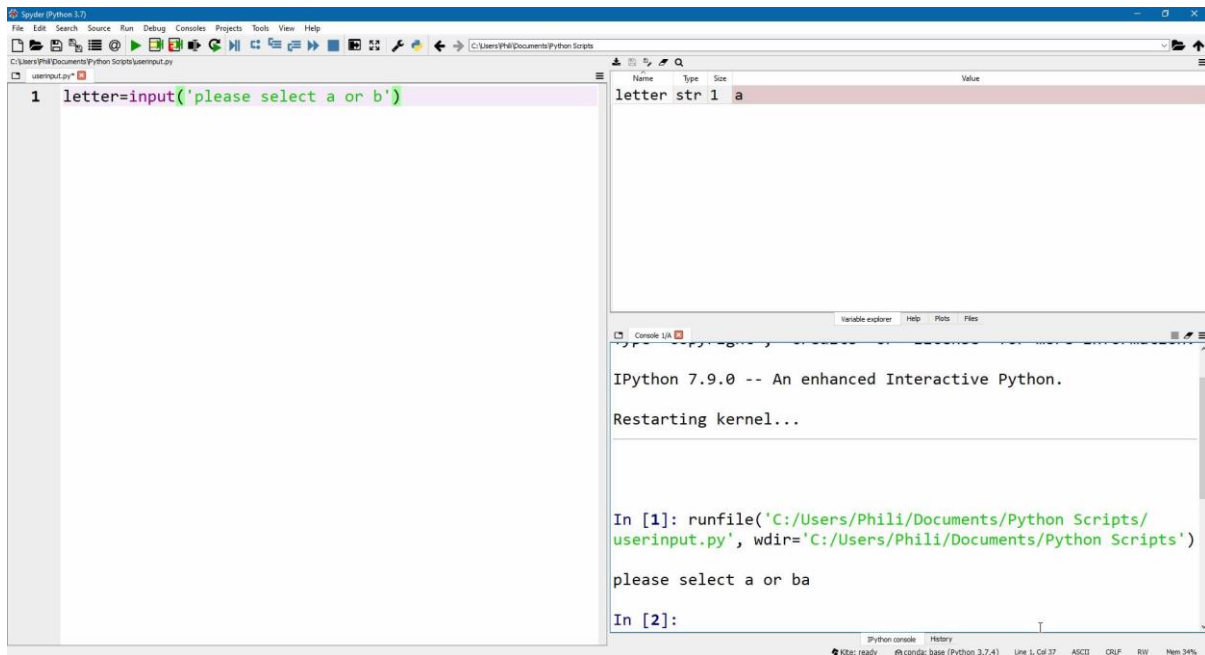 Spyder (Python 3.7)
File Edit Search Source Run Debug Consoles Projects Tools View Help
C:\Users\Phili\Documents\Python Scripts
C:\Users\Phili\Documents\Python Scripts\userinput.py
userinput.py*
1 letter=input('please select a or b')
Name Type Size Value
letter str 1 a
Variable explorer Help Plots Files
Console 1/A
IPython 7.9.0 -- An enhanced Interactive Python.
Restarting kernel...
In [1]: runfile('C:/Users/Phili/Documents/Python Scripts/
userinput.py', wdir='C:/Users/Phili/Documents/Python Scripts')
please select a or ba
In [2]:
IPython console History
Kite: ready conda: base (Python 3.7.4) Line 1, Col 37 ASCII CRLF RW Mem 34%